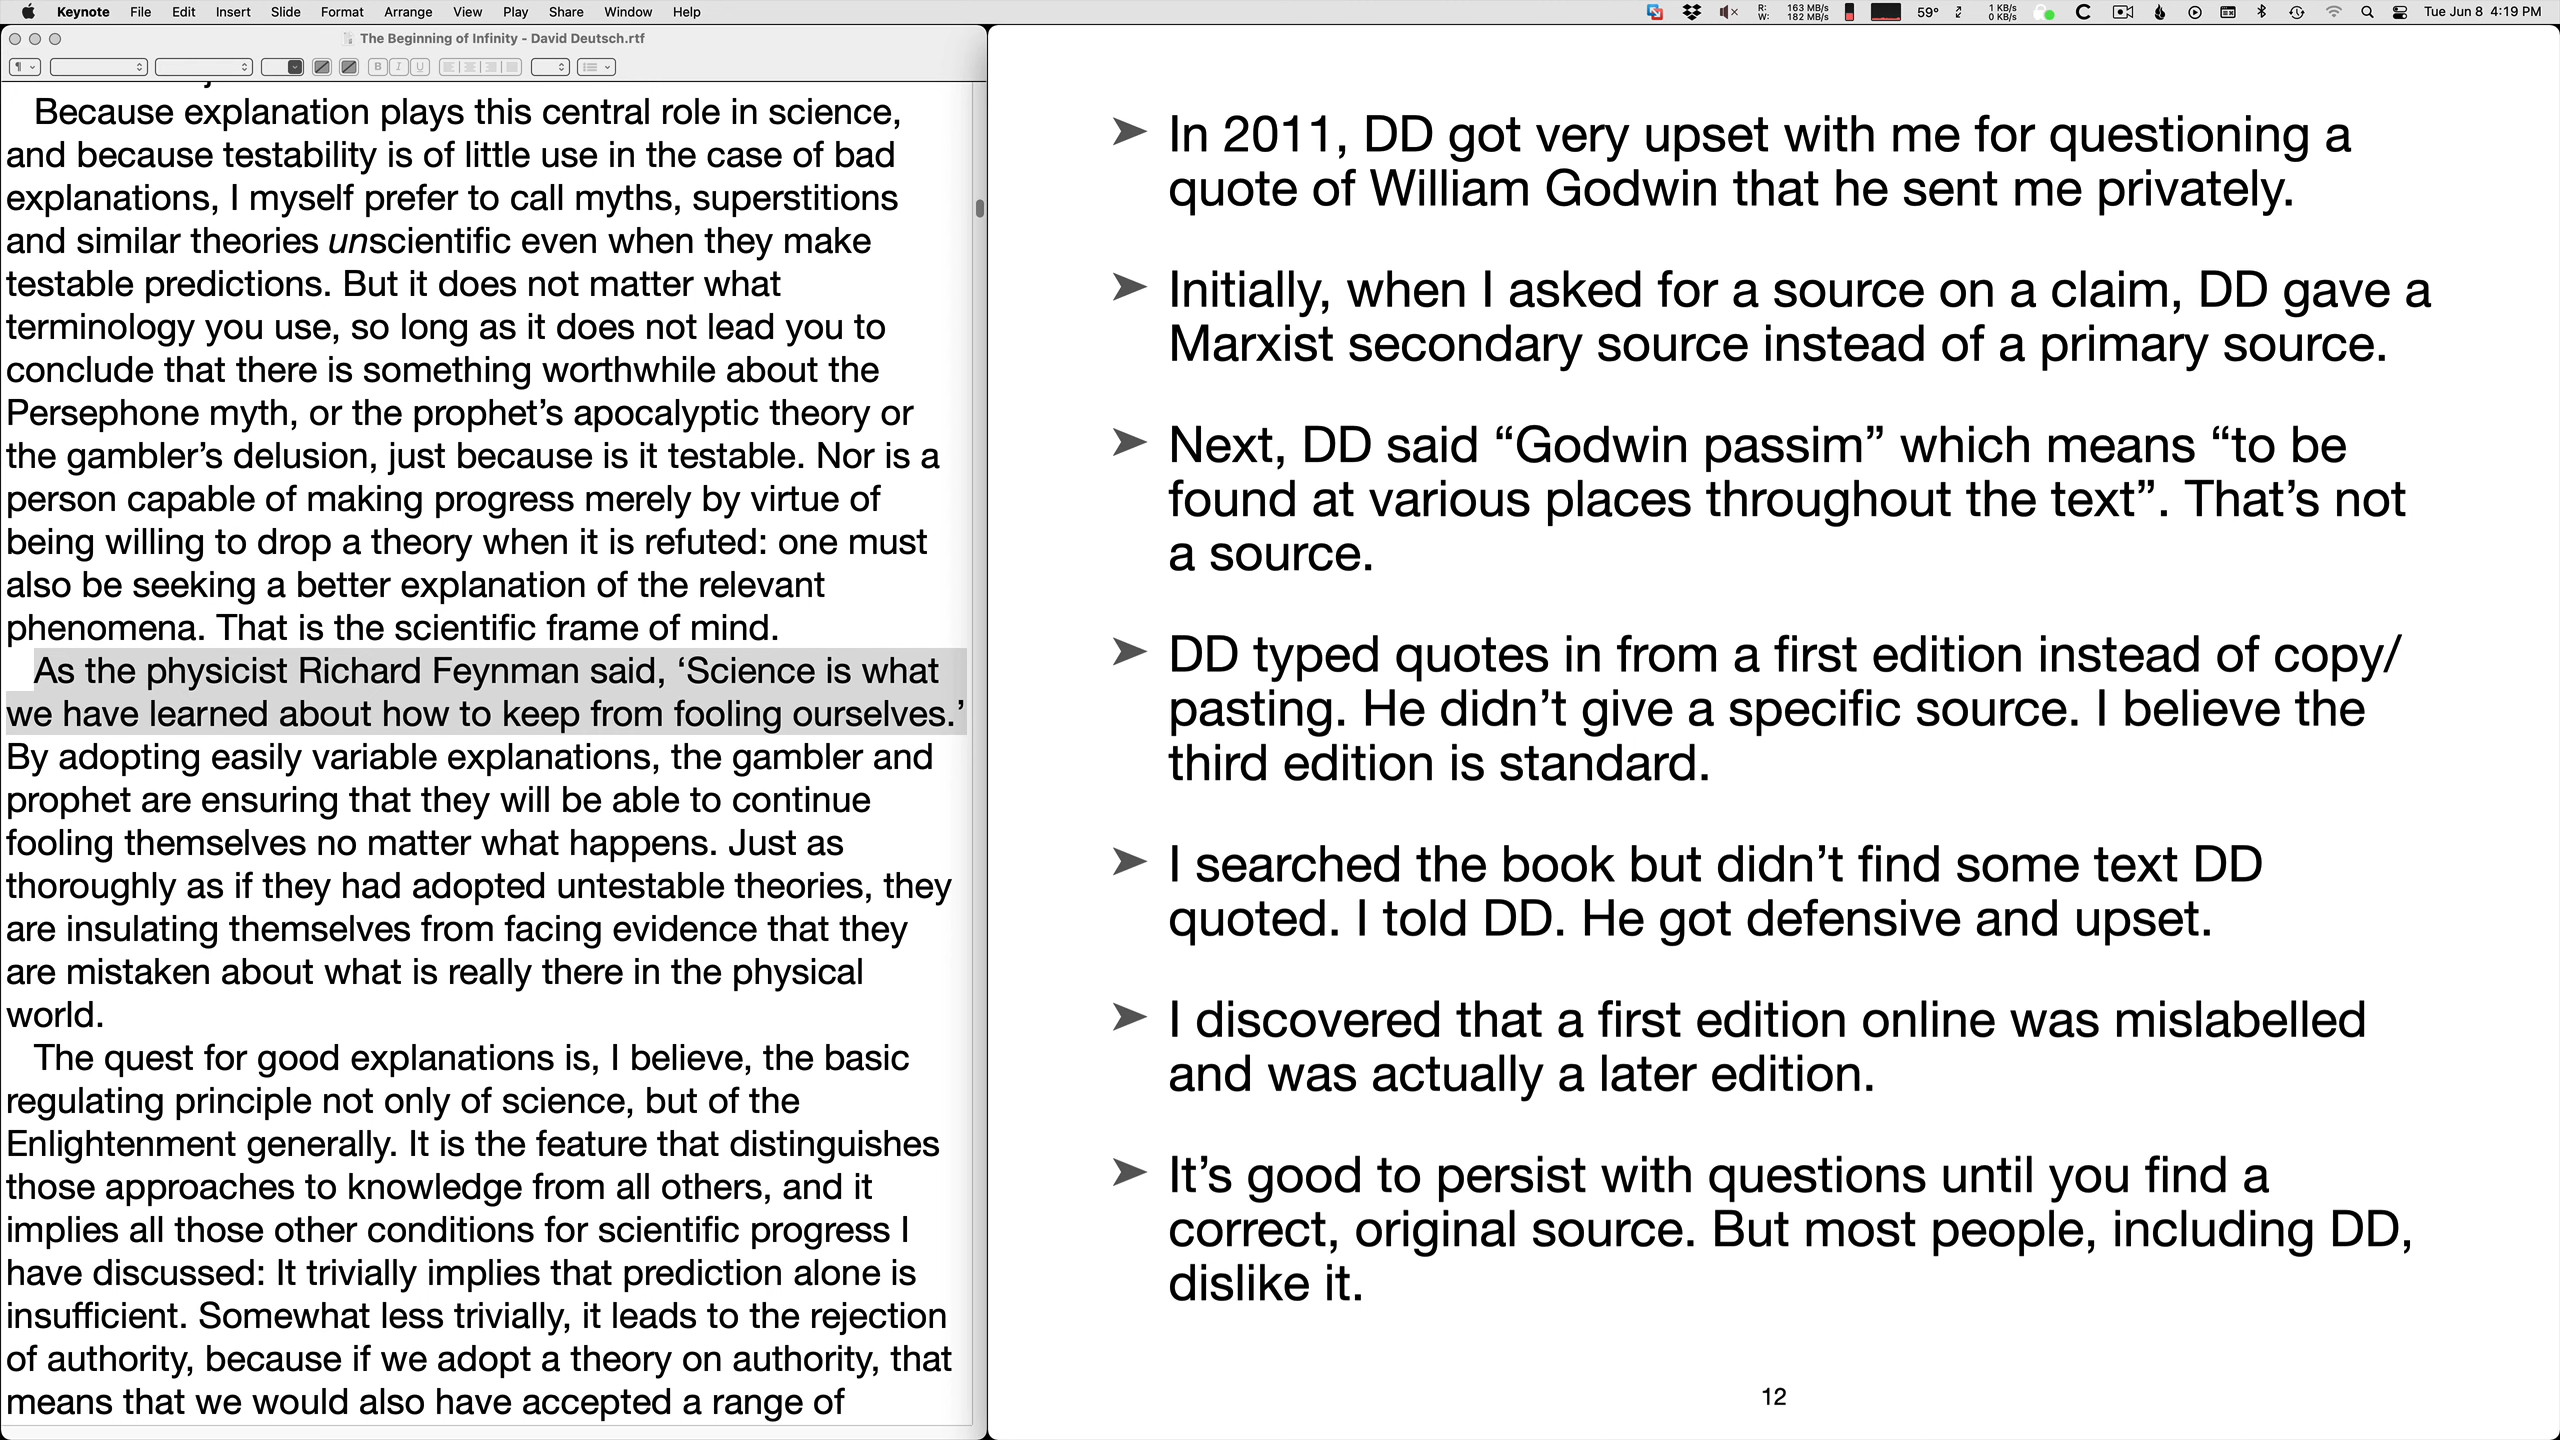 Keynote File Edit Insert Slide Format Arrange View Play Share Window Help
R: 163 MB/s
W: 182 MB/s
59°
1 KB/s
0 KB/s
Tue Jun 8 4:19 PM
The Beginning of Infinity - David Deutsch.rtf
¶
B I U
Because explanation plays this central role in science,
and because testability is of little use in the case of bad
explanations, I myself prefer to call myths, superstitions
and similar theories unscientific even when they make
testable predictions. But it does not matter what
terminology you use, so long as it does not lead you to
conclude that there is something worthwhile about the
Persephone myth, or the prophet’s apocalyptic theory or
the gambler’s delusion, just because is it testable. Nor is a
person capable of making progress merely by virtue of
being willing to drop a theory when it is refuted: one must
also be seeking a better explanation of the relevant
phenomena. That is the scientific frame of mind.
As the physicist Richard Feynman said, ‘Science is what
we have learned about how to keep from fooling ourselves.’
By adopting easily variable explanations, the gambler and
prophet are ensuring that they will be able to continue
fooling themselves no matter what happens. Just as
thoroughly as if they had adopted untestable theories, they
are insulating themselves from facing evidence that they
are mistaken about what is really there in the physical
world.
The quest for good explanations is, I believe, the basic
regulating principle not only of science, but of the
Enlightenment generally. It is the feature that distinguishes
those approaches to knowledge from all others, and it
implies all those other conditions for scientific progress I
have discussed: It trivially implies that prediction alone is
insufficient. Somewhat less trivially, it leads to the rejection
of authority, because if we adopt a theory on authority, that
means that we would also have accepted a range of
➤ In 2011, DD got very upset with me for questioning a
quote of William Godwin that he sent me privately.
➤ Initially, when I asked for a source on a claim, DD gave a
Marxist secondary source instead of a primary source.
➤ Next, DD said “Godwin passim” which means “to be
found at various places throughout the text”. That’s not
a source.
➤ DD typed quotes in from a first edition instead of copy/
pasting. He didn’t give a specific source. I believe the
third edition is standard.
➤ I searched the book but didn’t find some text DD
quoted. I told DD. He got defensive and upset.
➤ I discovered that a first edition online was mislabelled
and was actually a later edition.
➤ It’s good to persist with questions until you find a
correct, original source. But most people, including DD,
dislike it.
12